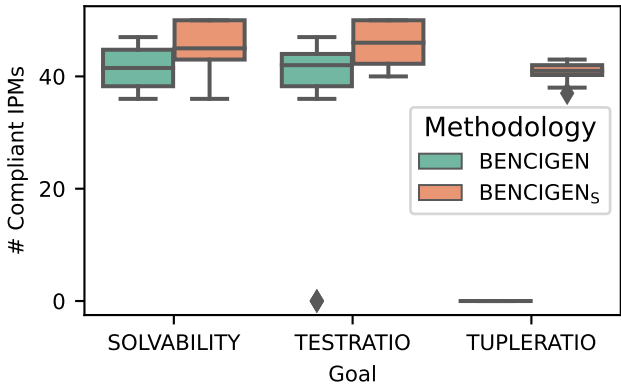 # Compliant IPMs
40
20
0
Methodology
BENCIGEN
BENCIGENS
SOLVABILITY
TESTRATIO
TUPLERATIO
Goal